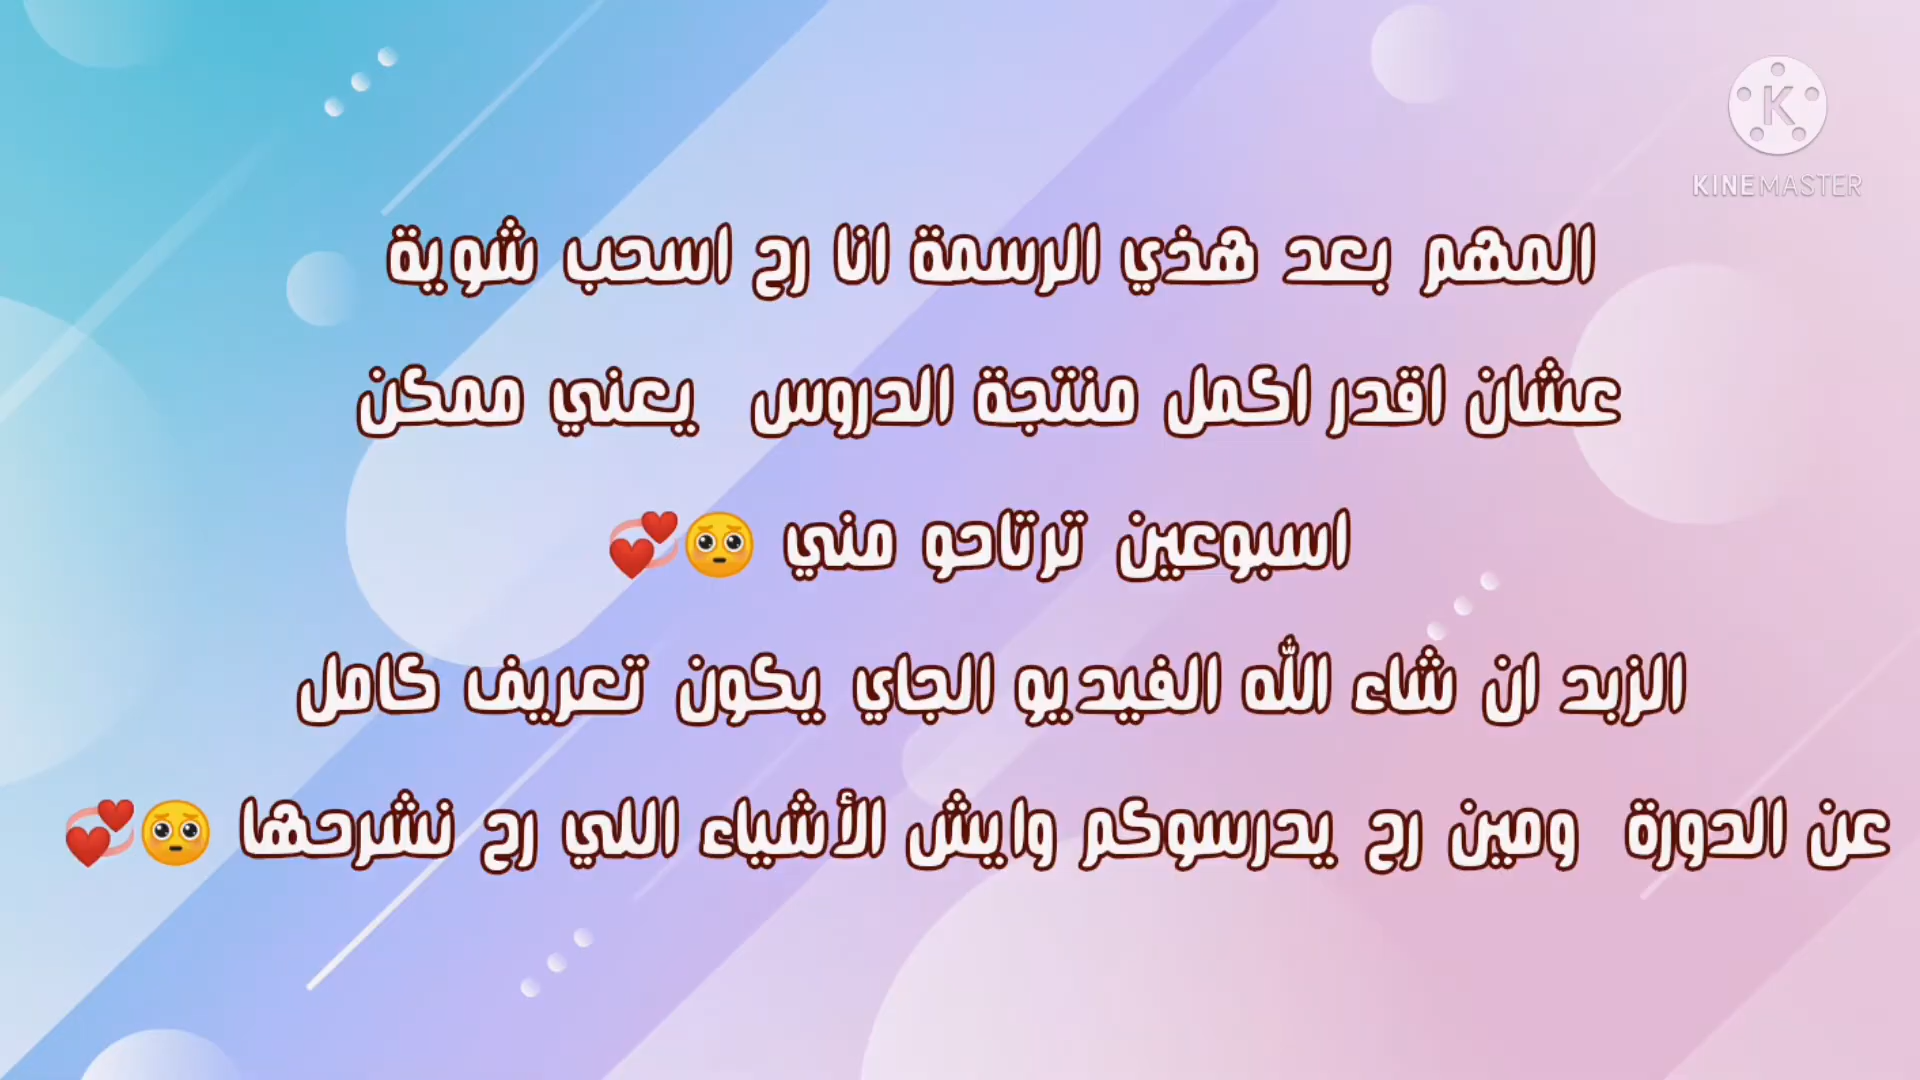 KINEMASTER
المهم بعد هذي الرسمة انا رح اسحب شوية
عشان اقدر اكمل منتجة الدروس يعني ممكن
اسبوعين ترتاحو مني 🥺💞
الزبد ان شاء الله الفيديو الجاي يكون تعريف كامل
عن الدورة ومين رح يدرسوكم وايش الأشياء اللي رح نشرحها 🥺💞